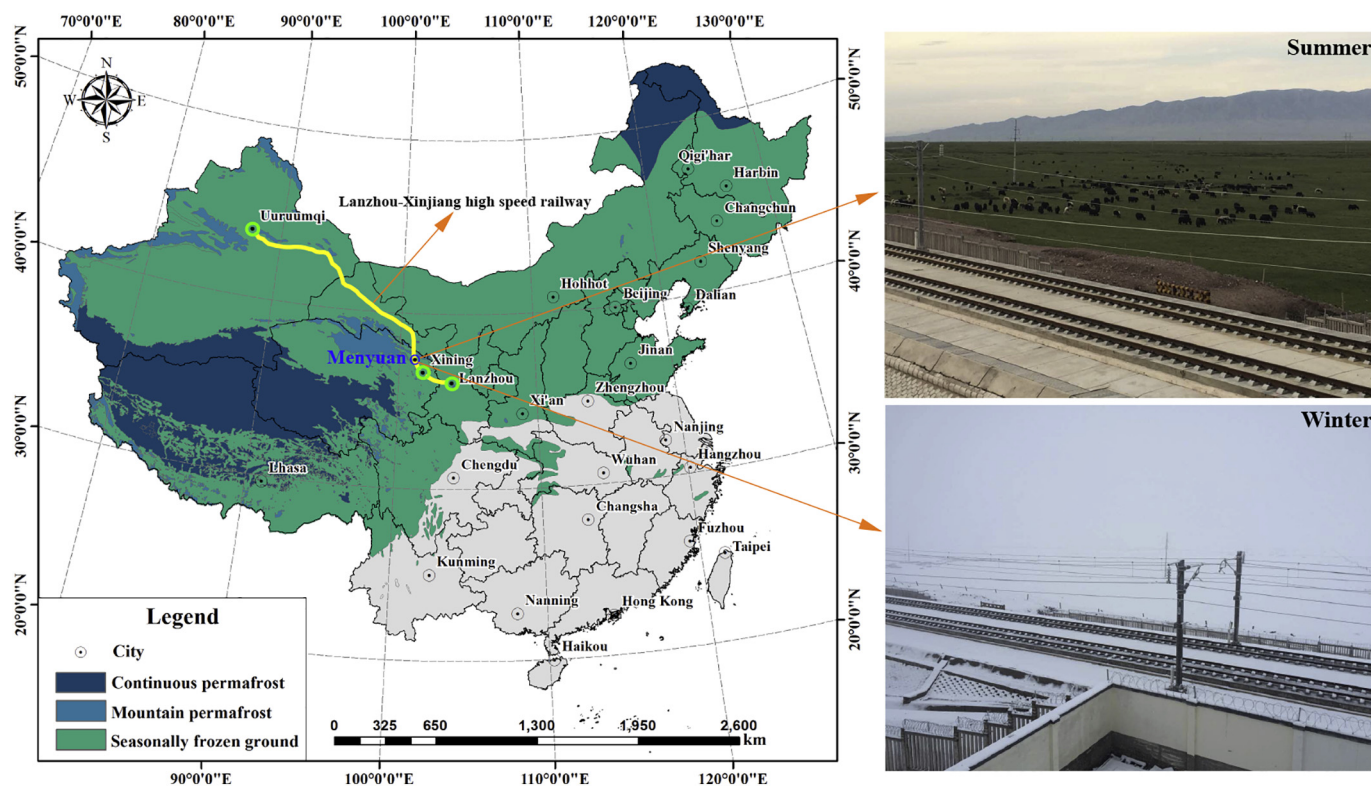 70°0'0"E 80°0'0"E 90°0'0"E 100°0'0"E 110°0'0"E 120°0'0"E 130°0'0"E
50°0'0"N
40°0'0"N
30°0'0"N
20°0'0"N
N
W E
S
Qigi'har
Harbin
Changchun
Shenyang
Lanzhou-Xinjiang high speed railway
Uuruumqi
Hohhot
Beijing
Dalian
Menyuan
Xining
Lanzhou
Jinan
Zhengzhou
Xi'an
Nanjing
Hangzhou
Wuhan
Chengdu
Lhasa
Changsha
Fuzhou
Taipei
Kunming
Nanning
Hong Kong
Haikou
50°0'0"N
40°0'0"N
30°0'0"N
20°0'0"N
Legend
City
Continuous permafrost
Mountain permafrost
Seasonally frozen ground
0 325 650 1,300 1,950 2,600
km
90°0'0"E 100°0'0"E 110°0'0"E 120°0'0"E
Summer
Winter